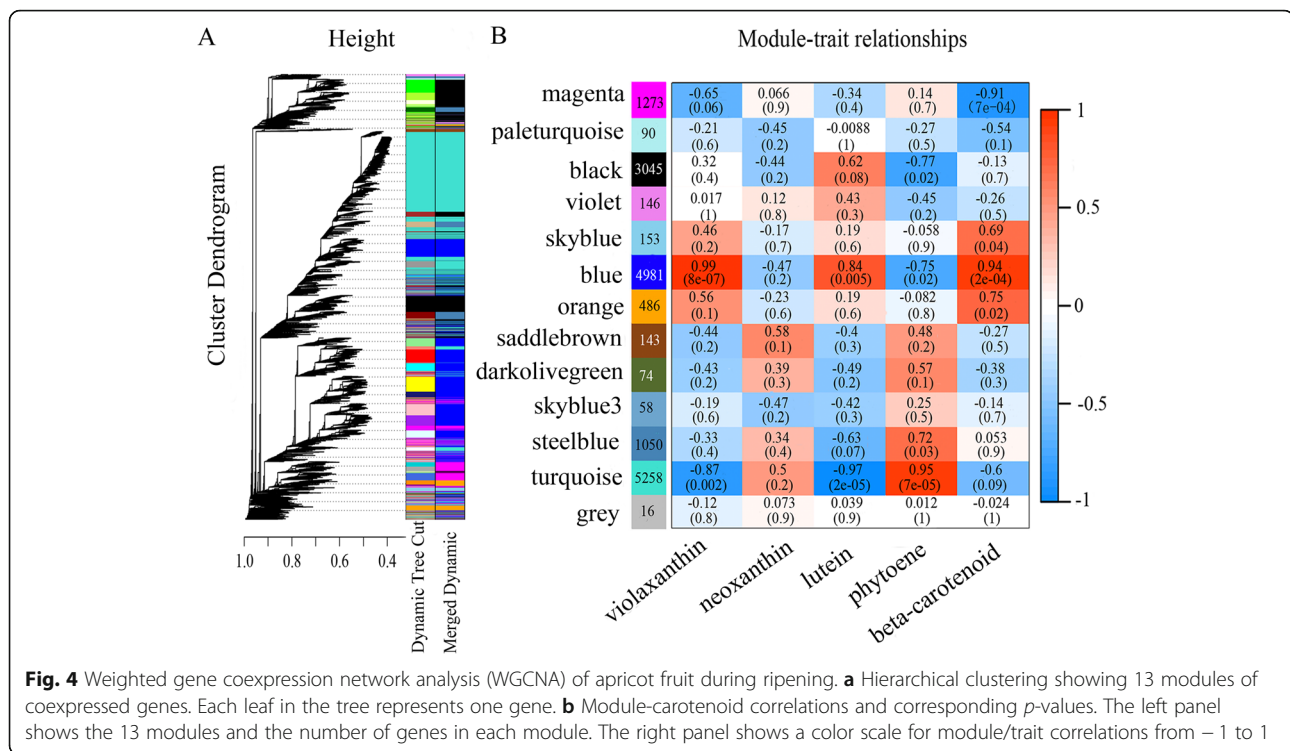 A
Height
Cluster Dendrogram
1.0 0.8 0.6 0.4
Dynamic Tree Cut
Merged Dynamic
B
Module-trait relationships
magenta 1273 -0.65 0.066 -0.34 0.14 -0.91
(0.06) (0.9) (0.4) (0.7) (7e-04)
paleturquoise 90 -0.21 -0.45 -0.0088 -0.27 -0.54
(0.6) (0.2) (1) (0.5) (0.1)
black 3045 0.32 -0.44 0.62 -0.77 -0.13
(0.4) (0.2) (0.08) (0.02) (0.7)
violet 146 0.017 0.12 0.43 -0.45 -0.26
(1) (0.8) (0.3) (0.2) (0.5)
skyblue 153 0.46 -0.17 0.19 -0.058 0.69
(0.2) (0.7) (0.6) (0.9) (0.04)
blue 4981 0.99 -0.47 0.84 -0.75 0.94
(8e-07) (0.2) (0.005) (0.02) (2e-04)
orange 486 0.56 -0.23 0.19 -0.082 0.75
(0.1) (0.6) (0.6) (0.8) (0.02)
saddlebrown 143 -0.44 0.58 -0.4 0.48 -0.27
(0.2) (0.1) (0.3) (0.2) (0.5)
darkolivegreen 74 -0.43 0.39 -0.49 0.57 -0.38
(0.2) (0.3) (0.2) (0.1) (0.3)
skyblue3 58 -0.19 -0.47 -0.42 0.25 -0.14
(0.6) (0.2) (0.3) (0.5) (0.7)
steelblue 1050 -0.33 0.34 -0.63 0.72 0.053
(0.4) (0.4) (0.07) (0.03) (0.9)
turquoise 5258 -0.87 0.5 -0.97 0.95 -0.6
(0.002) (0.2) (2e-05) (7e-05) (0.09)
grey 16 -0.12 0.073 0.039 0.012 -0.024
(0.8) (0.9) (0.9) (1) (1)
violaxanthin
neoxanthin
lutein
phytoene
beta-carotenoid
1
0.5
0
-0.5
-1
Fig. 4 Weighted gene coexpression network analysis (WGCNA) of apricot fruit during ripening. a Hierarchical clustering showing 13 modules of
coexpressed genes. Each leaf in the tree represents one gene. b Module-carotenoid correlations and corresponding p-values. The left panel
shows the 13 modules and the number of genes in each module. The right panel shows a color scale for module/trait correlations from − 1 to 1